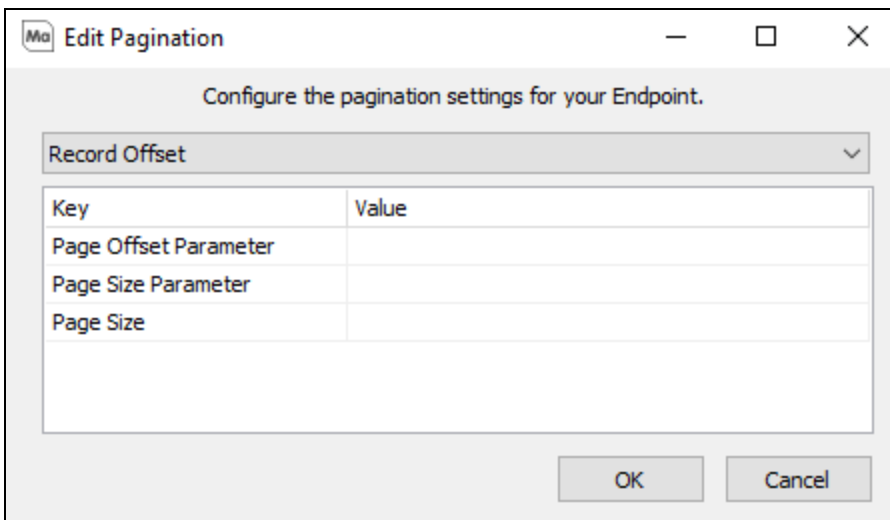 Ma Edit Pagination
Configure the pagination settings for your Endpoint.
Record Offset
Key Value
Page Offset Parameter
Page Size Parameter
Page Size
OK Cancel